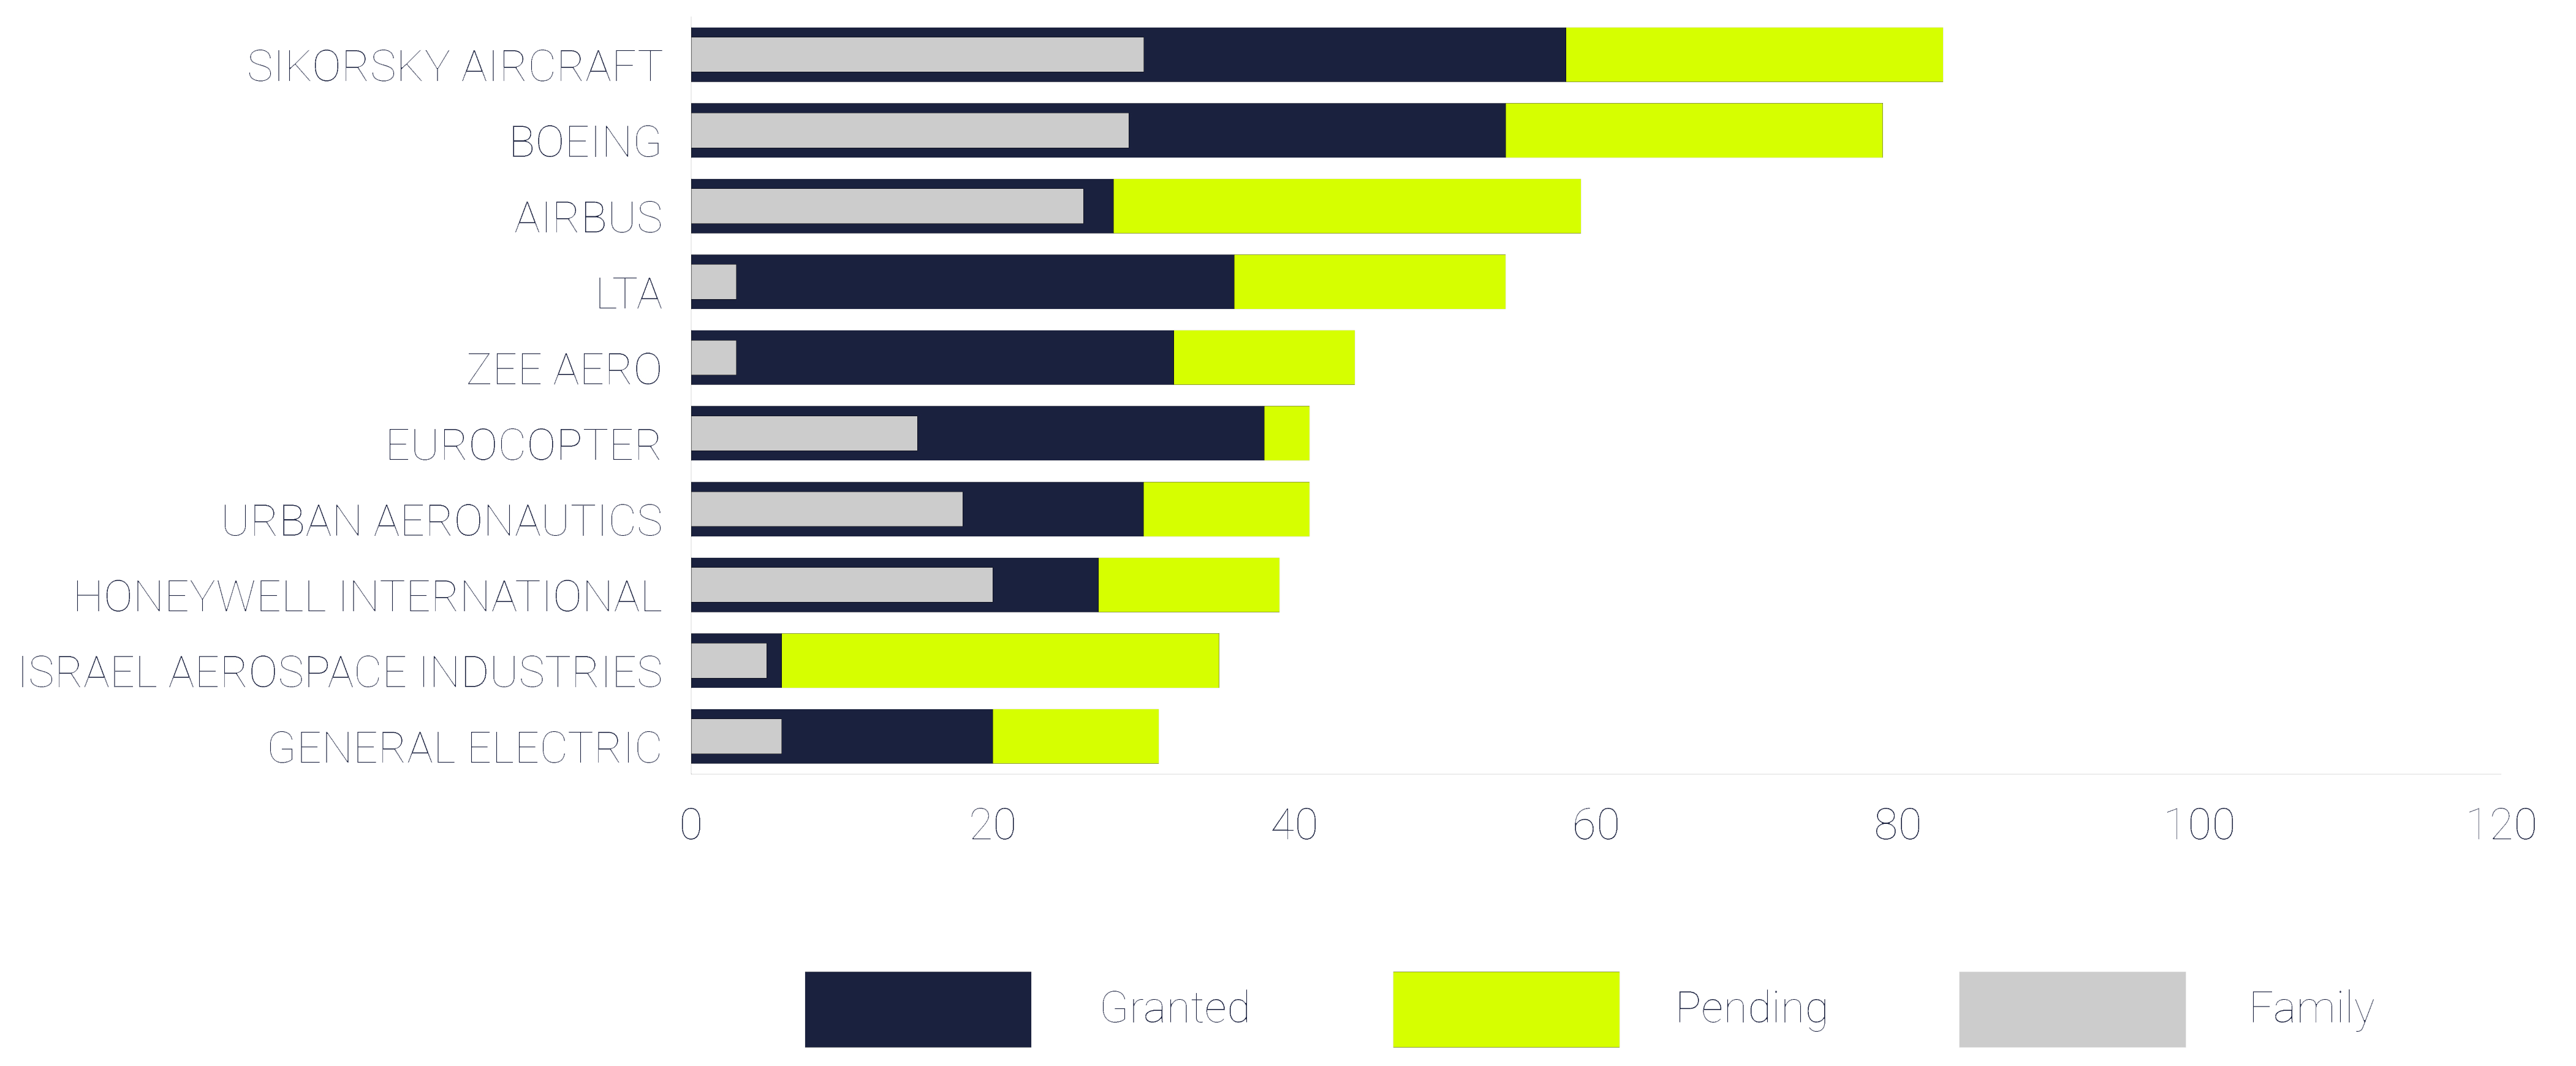 SIKORSKY AIRCRAFT
BOEING
AIRBUS
LTA
ZEE AERO
EUROCOPTER
URBAN AERONAUTICS
HONEYWELL INTERNATIONAL
ISRAEL AEROSPACE INDUSTRIES
GENERAL ELECTRIC
0 20 40 60 80 100 120
Granted Pending Family